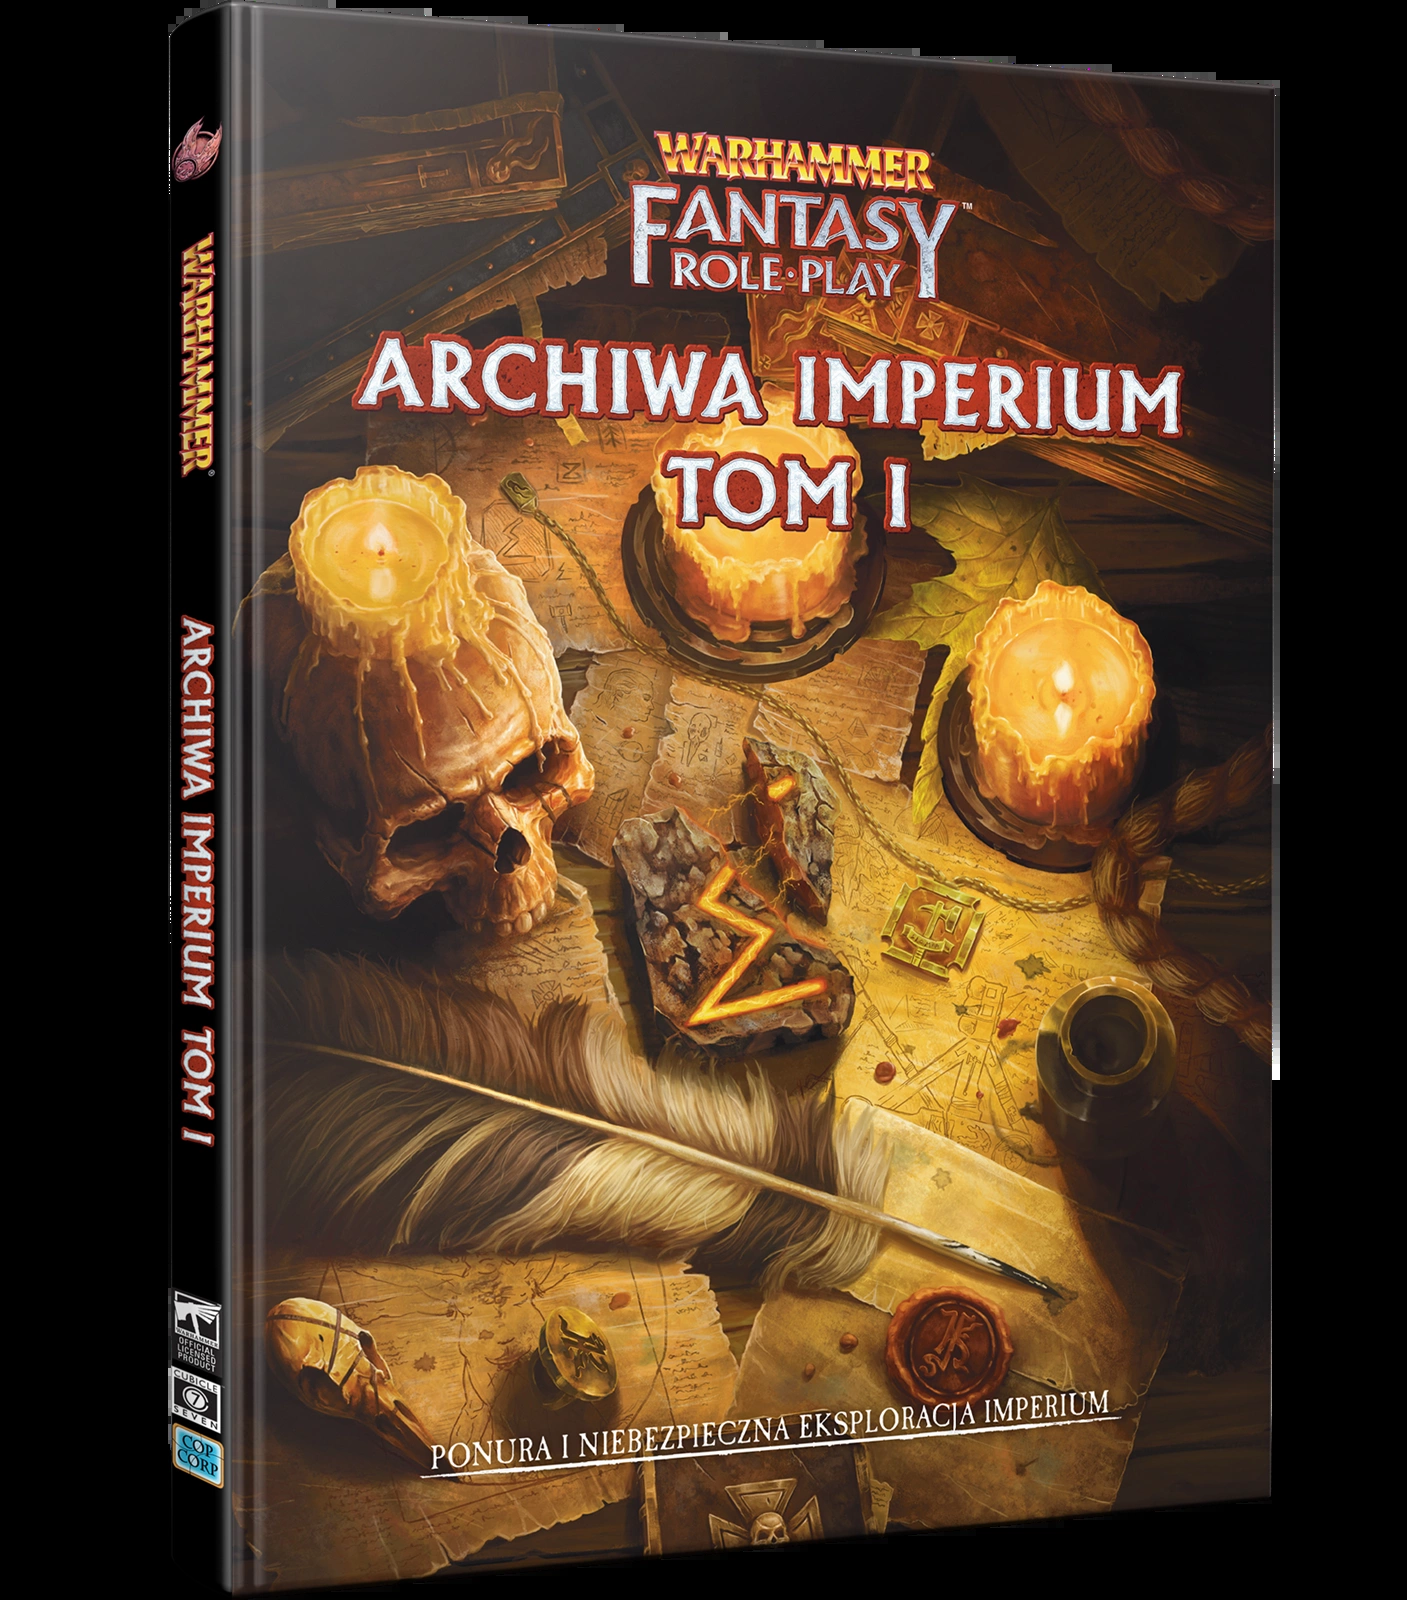 WARHAMMER
FANTASY™
ROLE·PLAY
ARCHIWA IMPERIUM
TOM I
PONURA I NIEBEZPIECZNA EKSPLORACJA IMPERIUM
WARHAMMER®
ARCHIWA IMPERIUM TOM I
WARHAMMER
OFFICIAL
LICENSED
PRODUCT
CUBICLE
7
SEVEN
COP
CORP